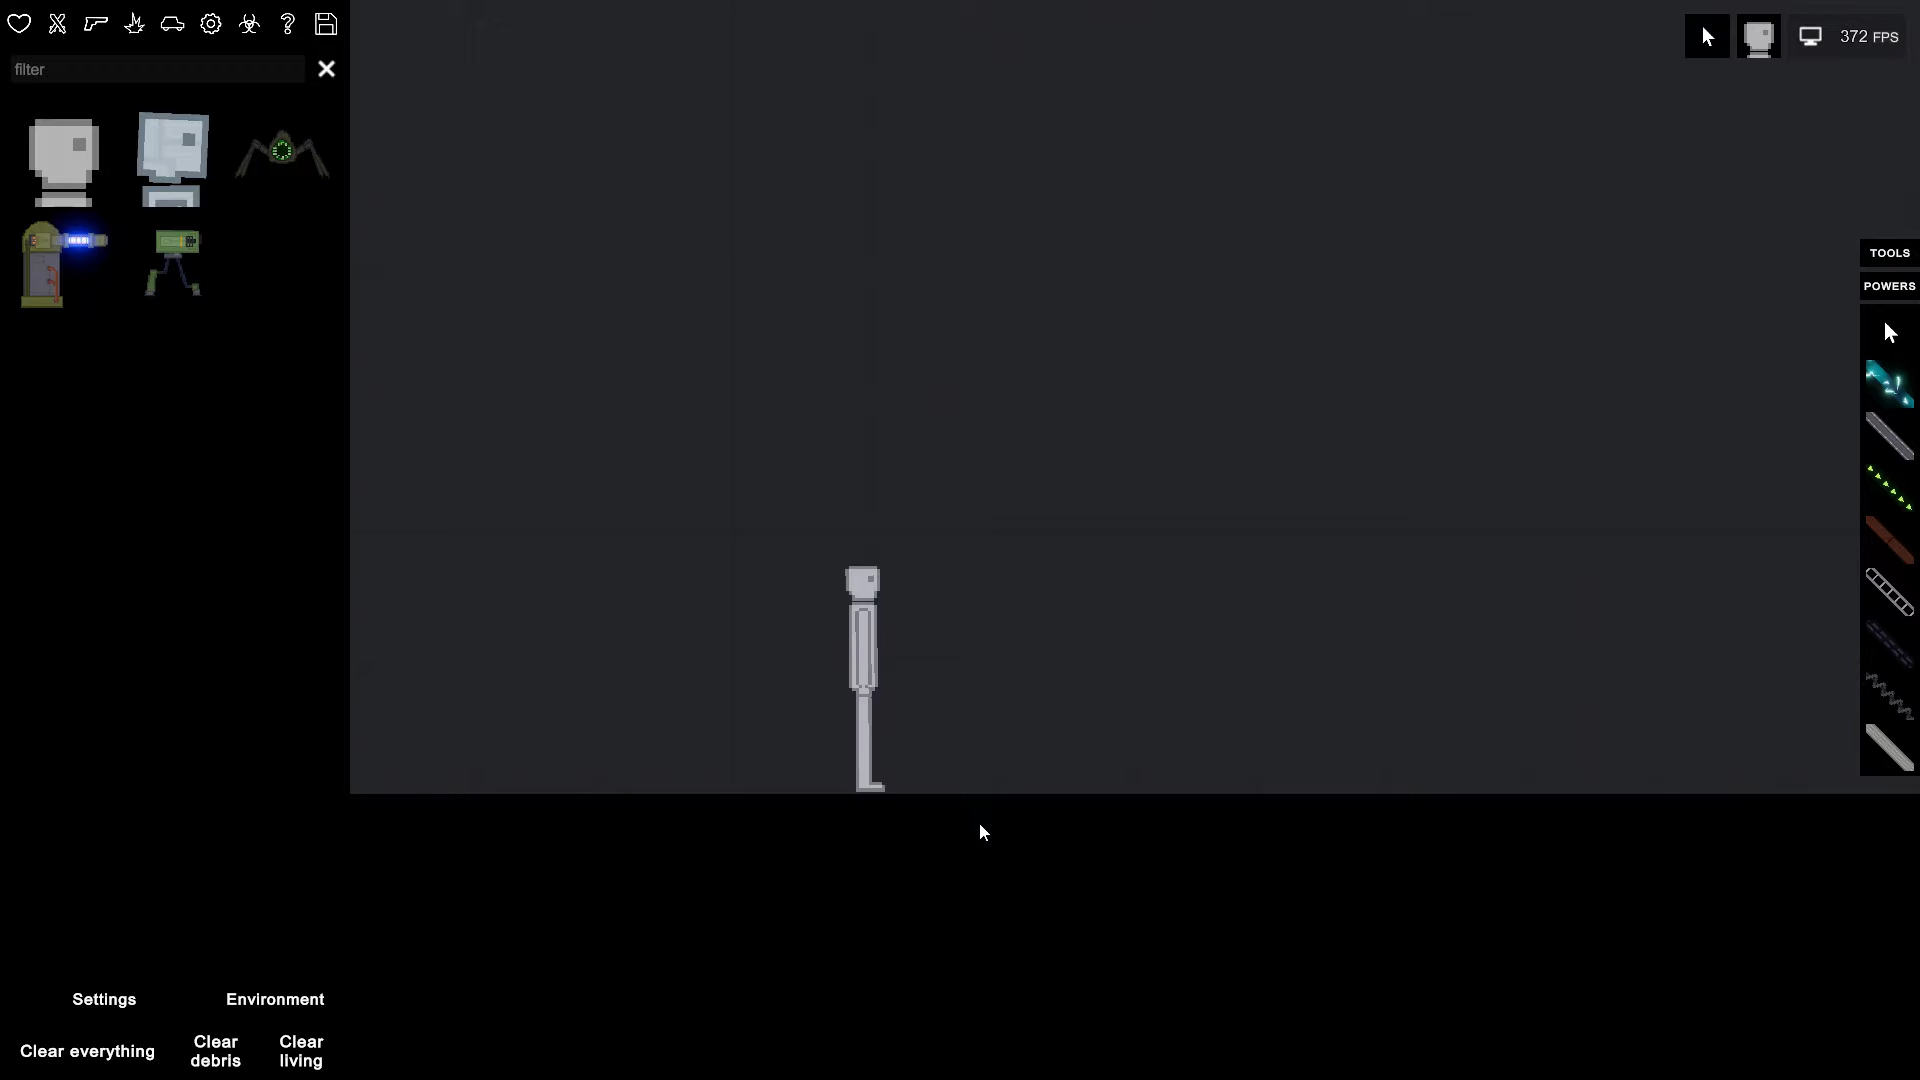 filter
372 FPS
TOOLS
POWERS
Settings
Environment
Clear everything
Clear
debris
Clear
living